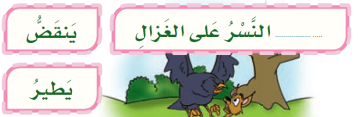 ........... النَّسْرُ عَلى الغَزالِ
يَنقَضُّ
يَطيرُ